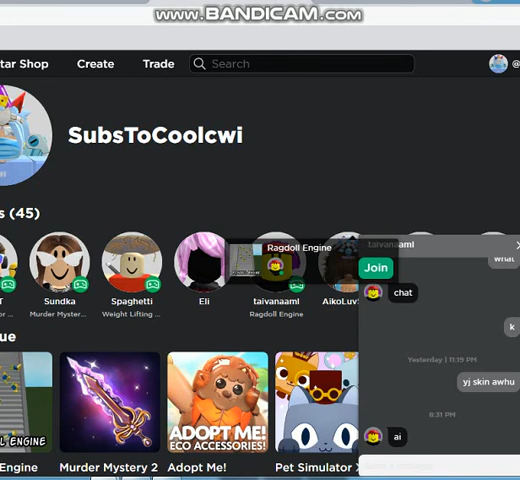 www.BANDICAM.com
tar Shop Create Trade Search @
SubsToCoolcwi
s (45)
Ragdoll Engine
taivanaaml
what
Join
chat
T Sundka Spaghetti Eli taivanaaml AikoLuv
or ... Murder Myster... Weight Lifting ... Ragdoll Engine
k
ue
Yesterday | 11:19 PM
yj skin awhu
8:31 PM
ai
L ENGINE
ADOPT ME!
ECO ACCESSORIES!
Engine Murder Mystery 2 Adopt Me! Pet Simulator X